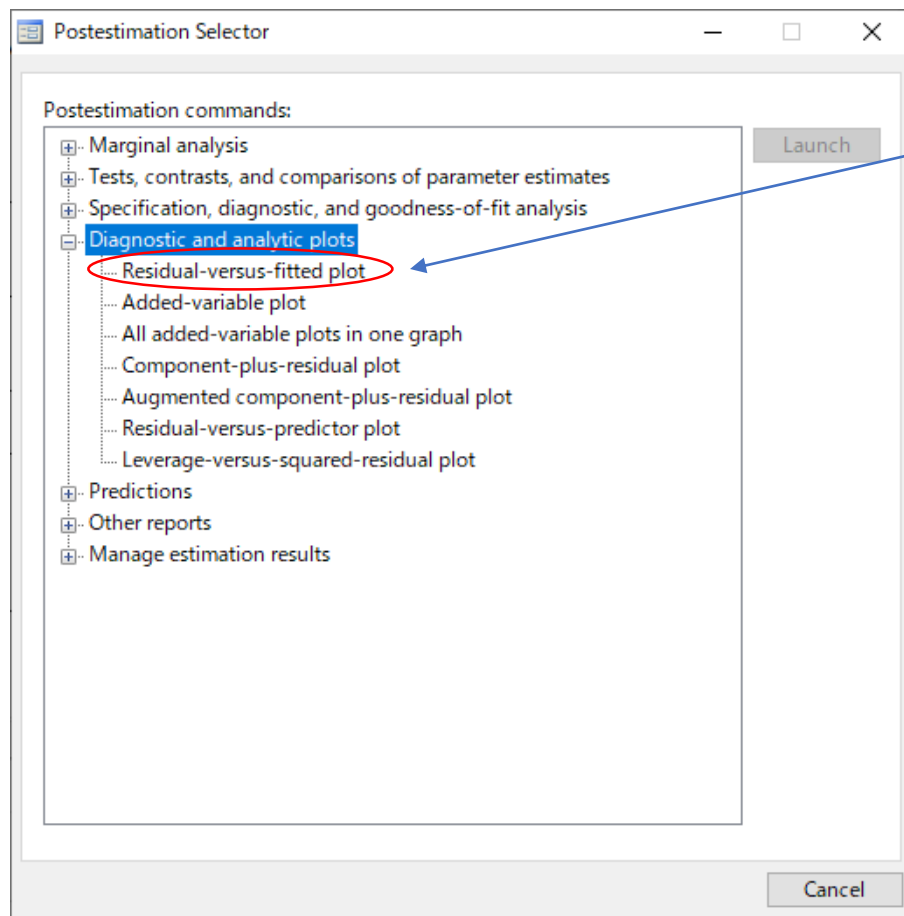 Postestimation Selector
Postestimation commands:
Marginal analysis
Launch
Tests, contrasts, and comparisons of parameter estimates
Specification, diagnostic, and goodness-of-fit analysis
Diagnostic and analytic plots
Residual-versus-fitted plot
Added-variable plot
All added-variable plots in one graph
Component-plus-residual plot
Augmented component-plus-residual plot
Residual-versus-predictor plot
Leverage-versus-squared-residual plot
Predictions
Other reports
Manage estimation results
Cancel